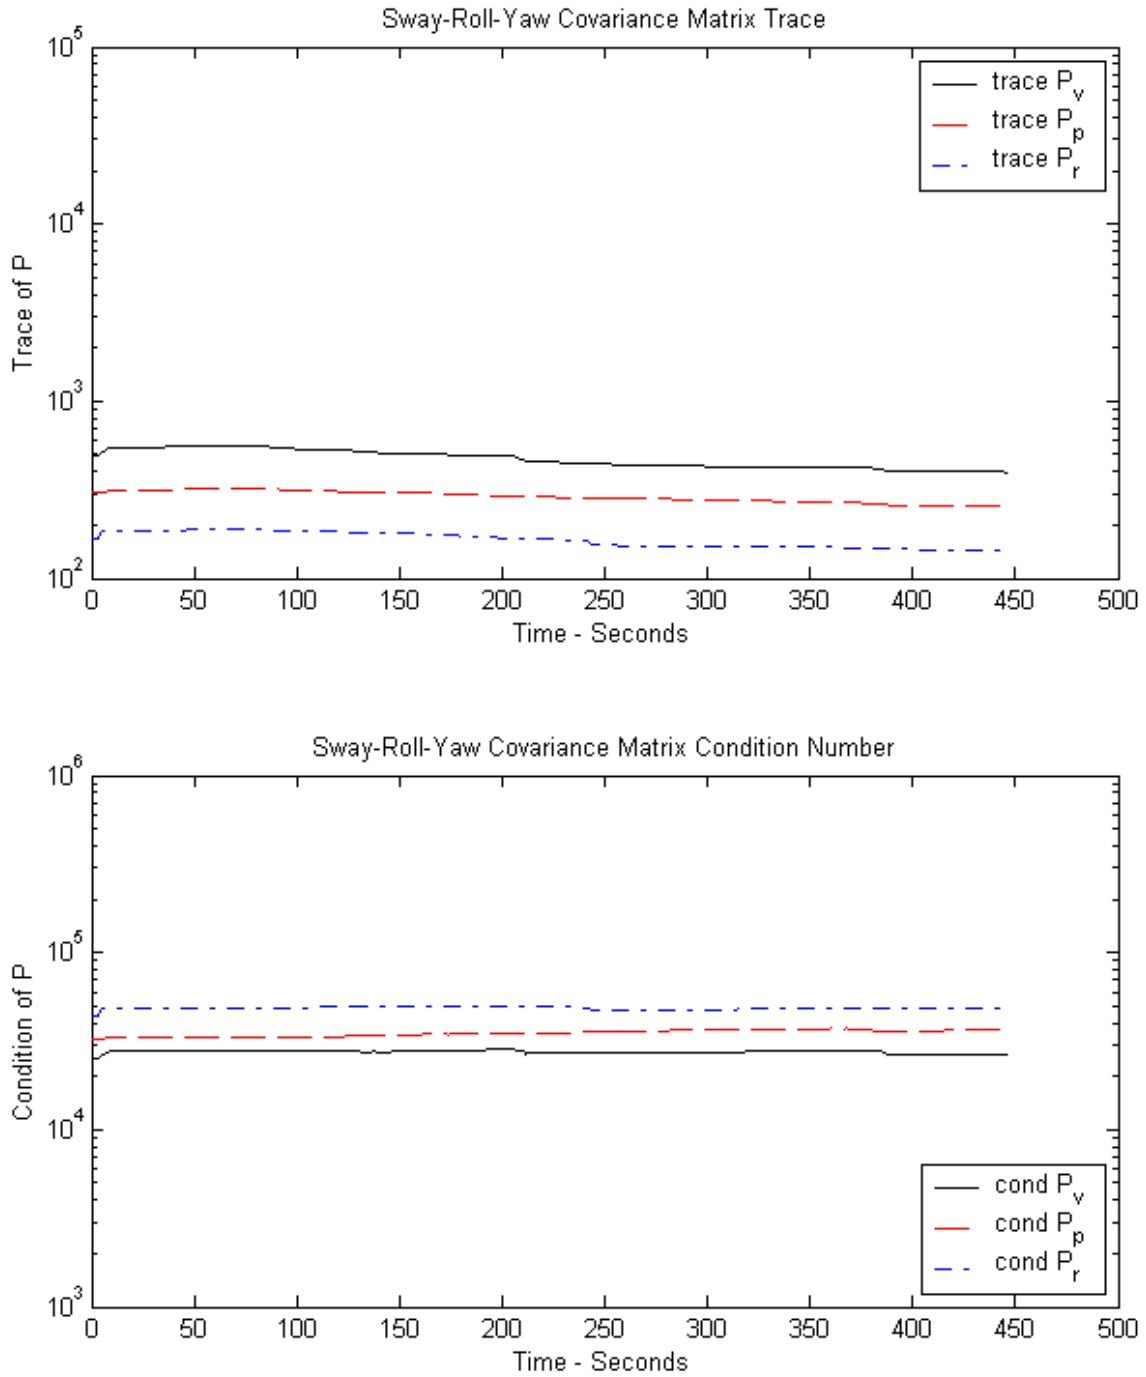 Sway-Roll-Yaw Covariance Matrix Trace
10^5
10^4
10^3
10^2
Trace of P
trace P_v
trace P_p
trace P_r
0 50 100 150 200 250 300 350 400 450 500
Time - Seconds
Sway-Roll-Yaw Covariance Matrix Condition Number
10^6
10^5
10^4
10^3
Condition of P
cond P_v
cond P_p
cond P_r
0 50 100 150 200 250 300 350 400 450 500
Time - Seconds